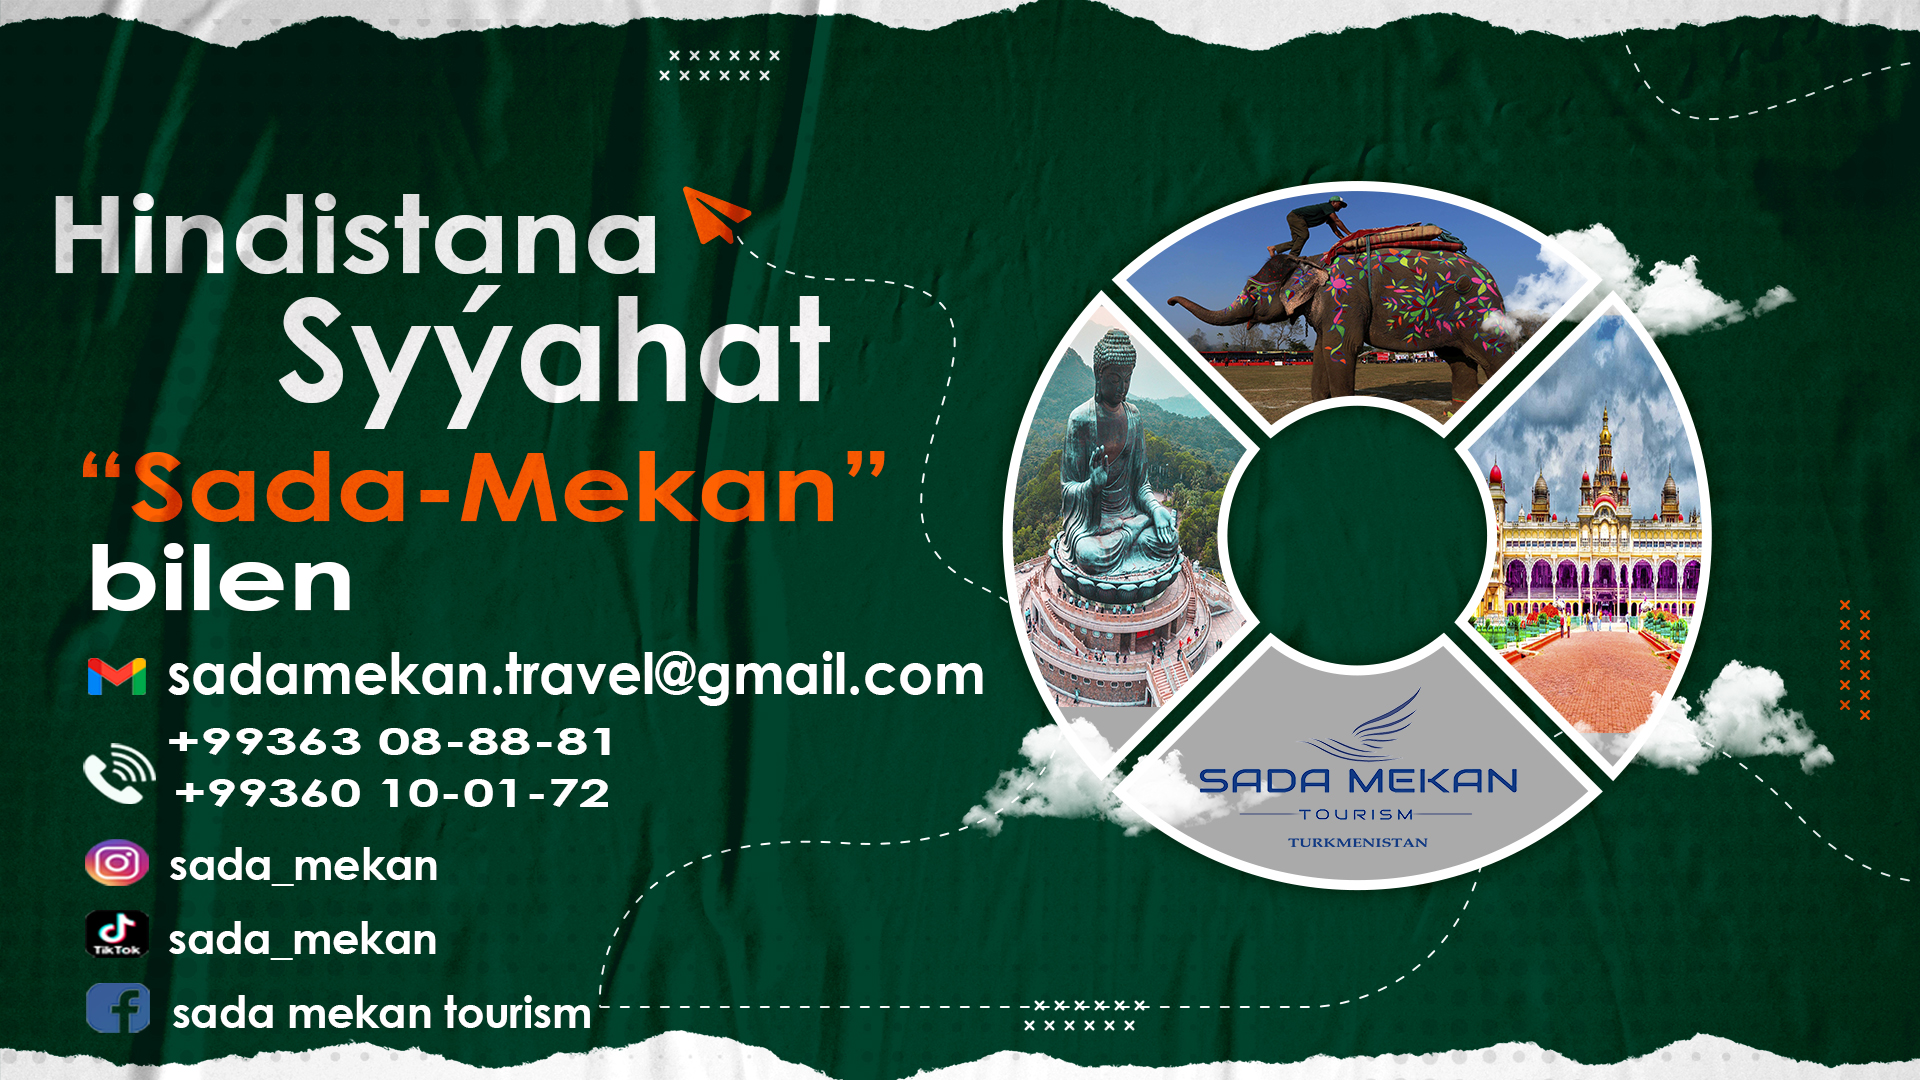 Hindistana
Syýahat
“Sada-Mekan”
bilen
sadamekan.travel@gmail.com
+99363 08-88-81
+99360 10-01-72
sada_mekan
TikTok
sada_mekan
sada mekan tourism
SADA MEKAN
TOURISM
TURKMENISTAN